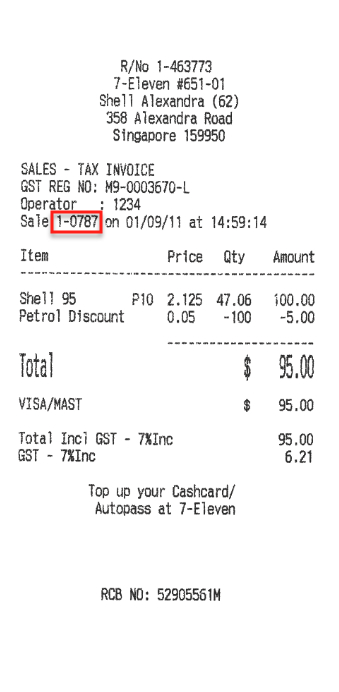 R/No 1-463773
7-Eleven #651-01
Shell Alexandra (62)
358 Alexandra Road
Singapore 159950
SALES - TAX INVOICE
GST REG NO: M9-0003670-L
Operator : 1234
Sale 1-0787 on 01/09/11 at 14:59:14
Item Price Qty Amount
Shell 95 P10 2.125 47.06 100.00
Petrol Discount 0.05 -100 -5.00
Total $ 95.00
VISA/MAST $ 95.00
Total Incl GST - 7%Inc 95.00
GST - 7%Inc 6.21
Top up your Cashcard/
Autopass at 7-Eleven
RCB NO: 52905561M